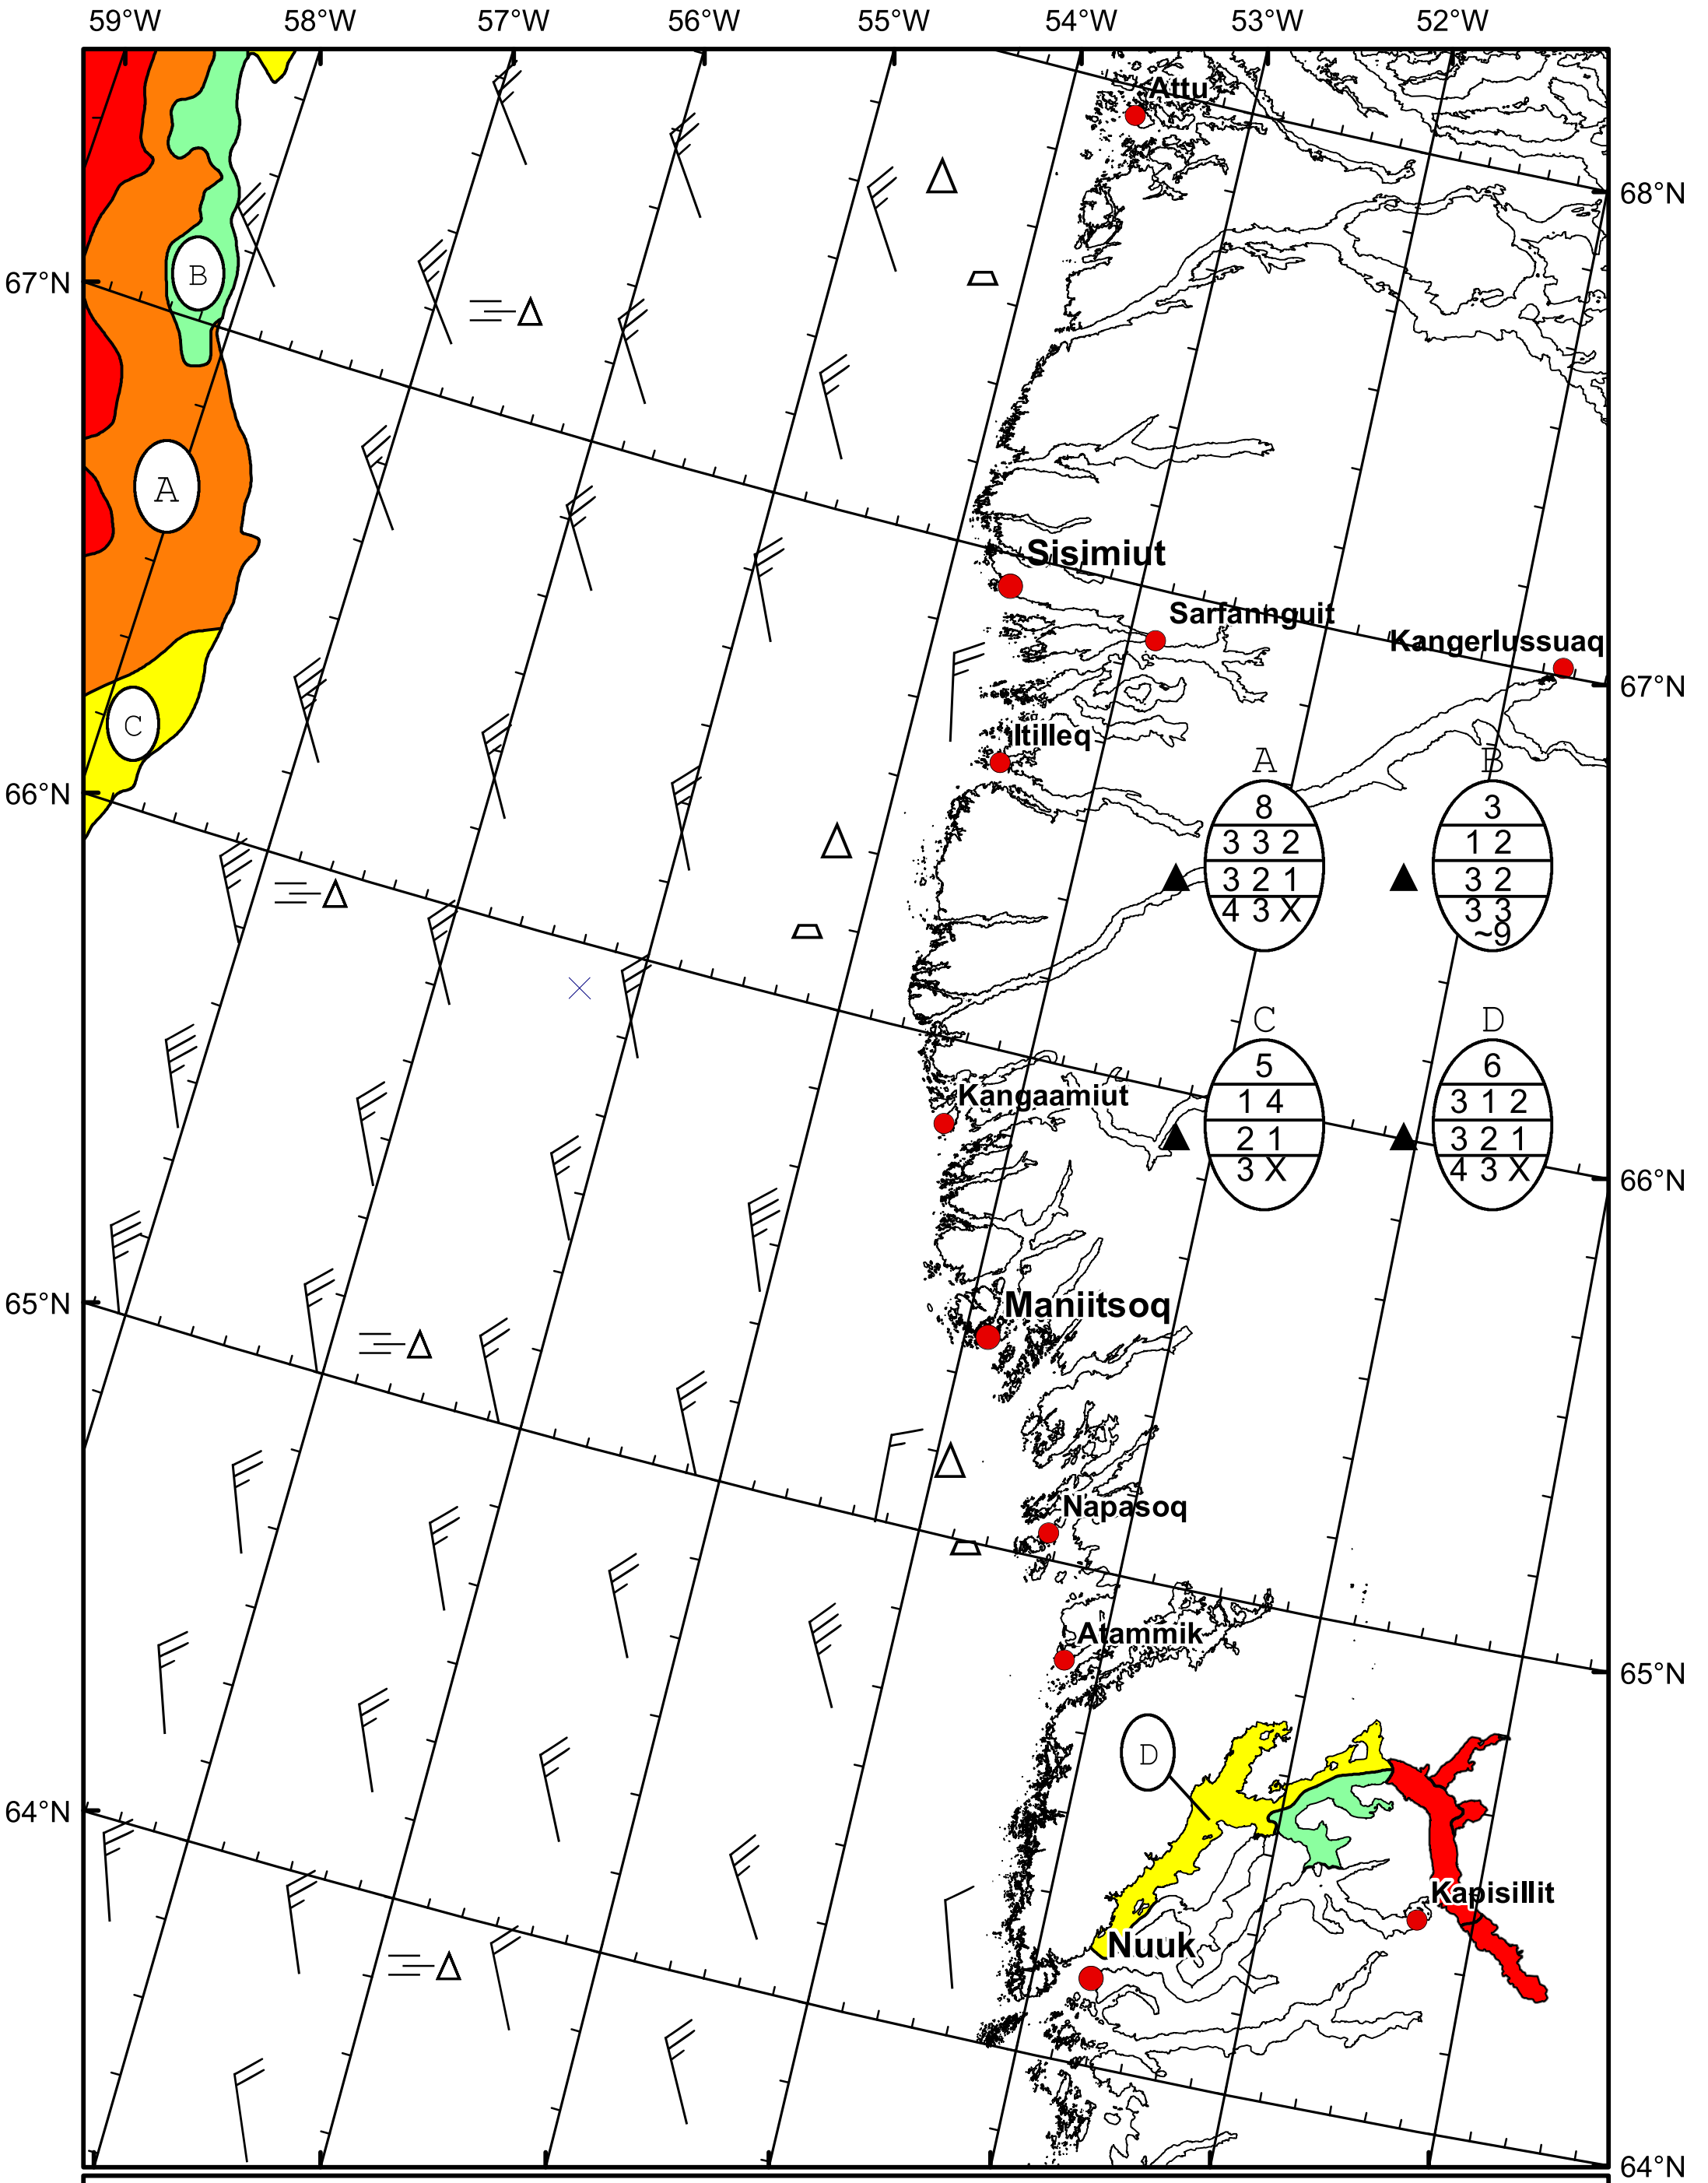 59°W 58°W 57°W 56°W 55°W 54°W 53°W 52°W
Attu
68°N
B
67°N
A
Sisimiut
Sarfannguit
Kangerlussuaq
67°N
C
Itilleq
66°N
A B
8 3
3 3 2 1 2
3 2 1 3 2
4 3 X 3 3
~9
C D
5 6
1 4 3 1 2
2 1 3 2 1
3 X 4 3 X
Kangaamiut
66°N
65°N
Maniitsoq
Napasoq
Atammik
65°N
D
64°N
Kapisillit
Nuuk
64°N